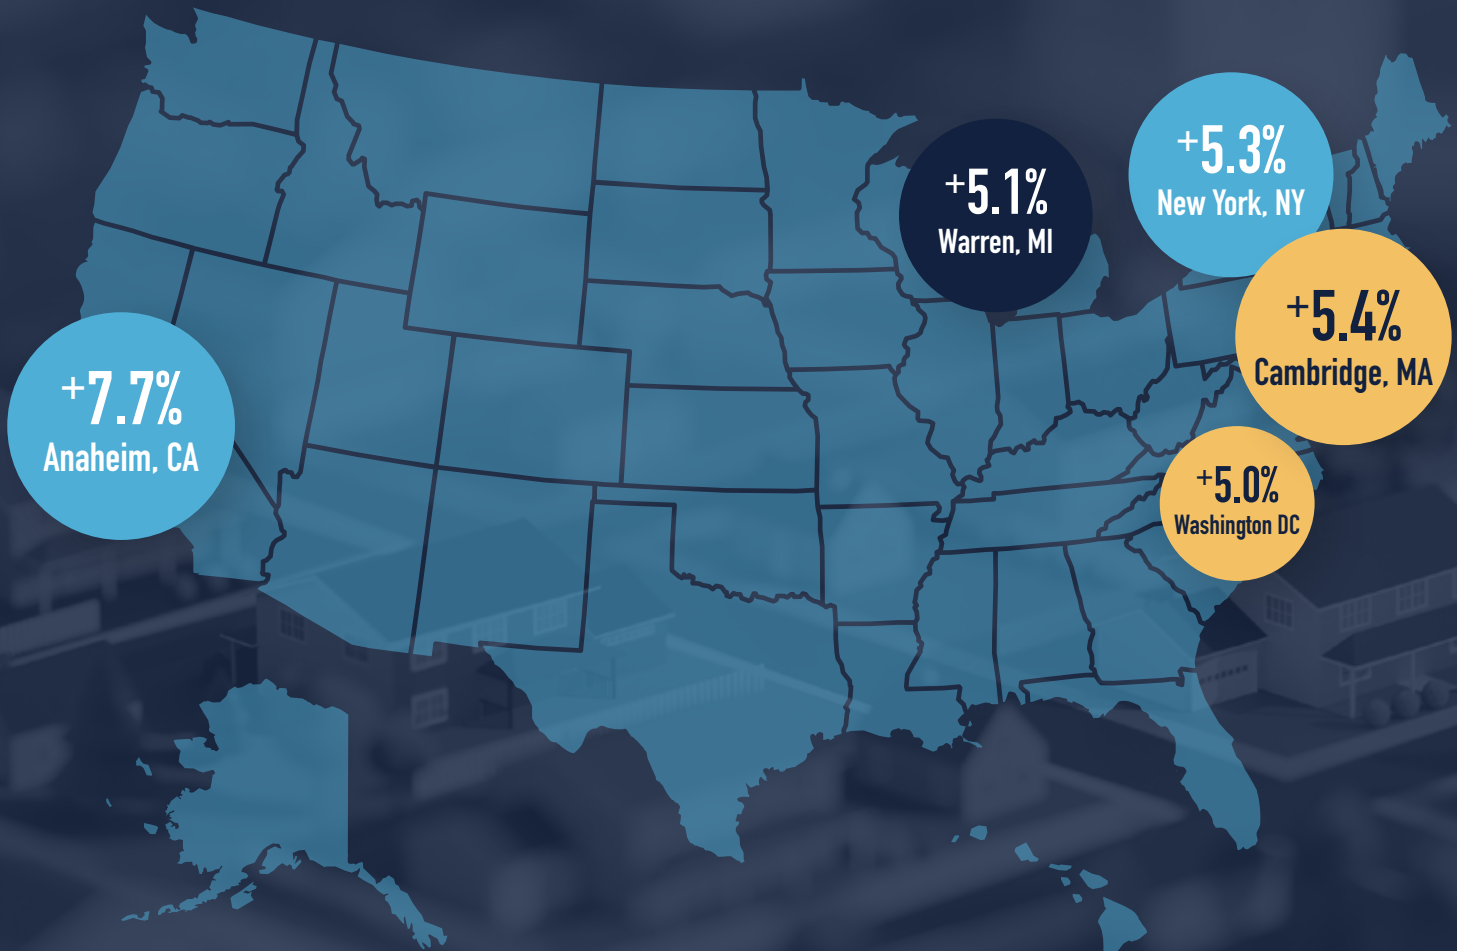 +5.1%
Warren, MI
+5.3%
New York, NY
+5.4%
Cambridge, MA
+7.7%
Anaheim, CA
+5.0%
Washington DC